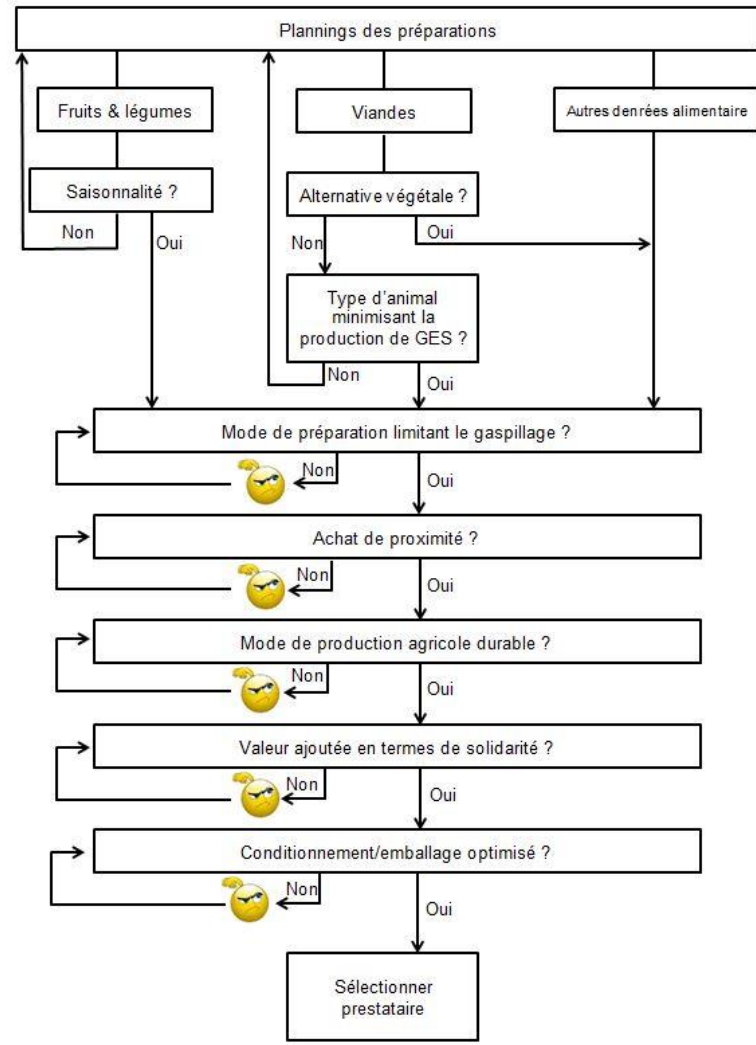 Plannings des préparations
Fruits & légumes
Viandes
Autres denrées alimentaire
Saisonnalité ?
Alternative végétale ?
Non
Oui
Non
Oui
Type d'animal
minimisant la
production de GES ?
Non
Oui
Mode de préparation limitant le gaspillage ?
Non
Oui
Achat de proximité ?
Non
Oui
Mode de production agricole durable ?
Non
Oui
Valeur ajoutée en termes de solidarité ?
Non
Oui
Conditionnement/emballage optimisé ?
Non
Oui
Sélectionner
prestataire